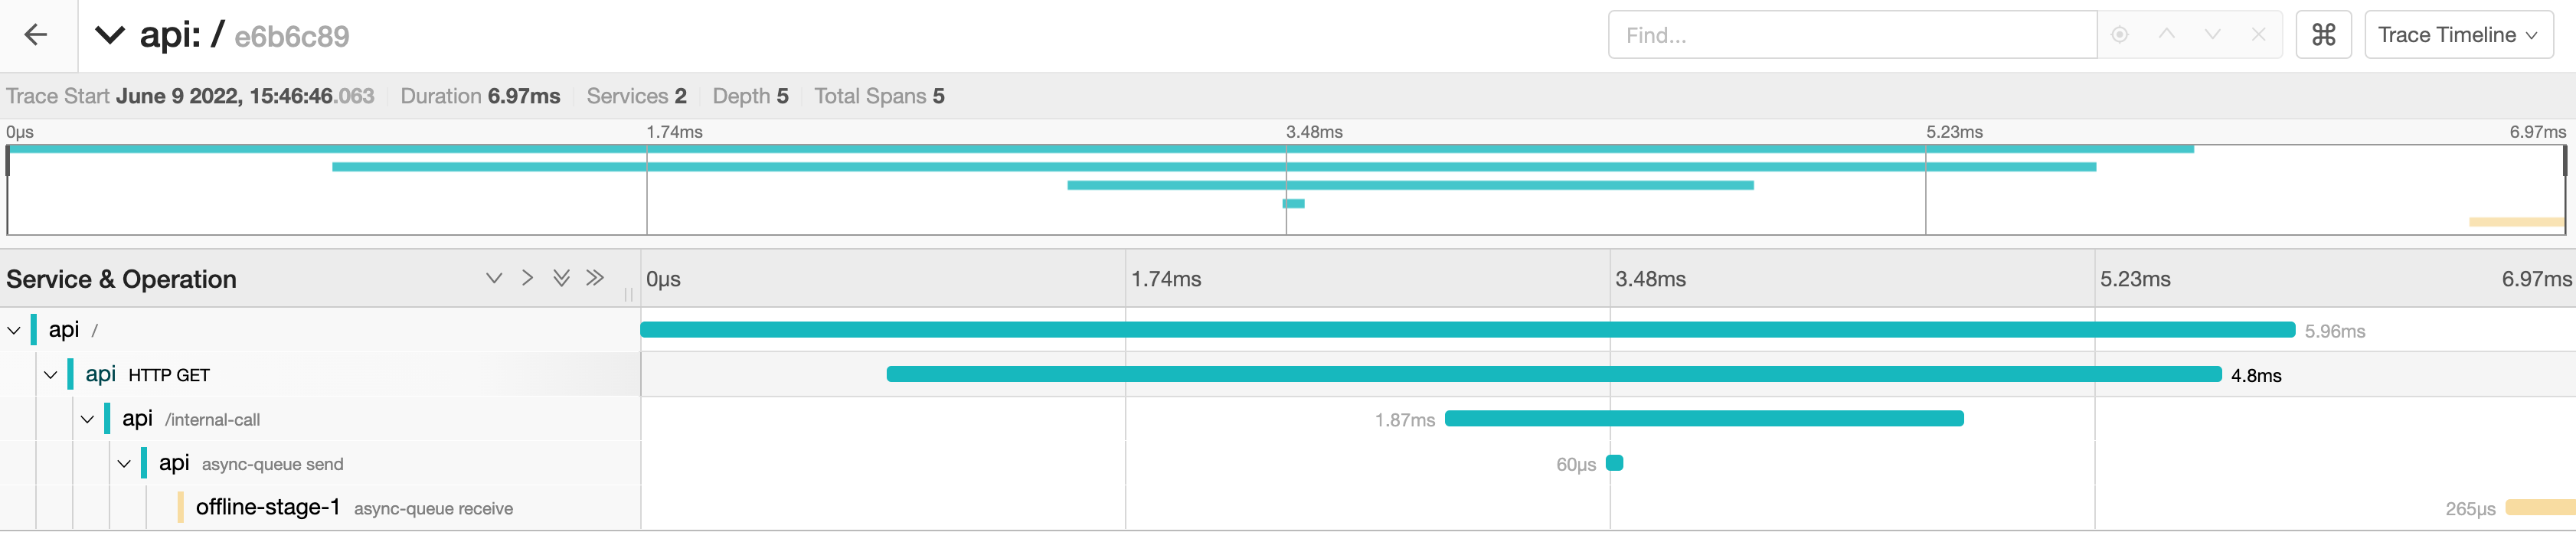 api: / e6b6c89 Find... ⌘ Trace Timeline
Trace Start June 9 2022, 15:46:46.063 Duration 6.97ms Services 2 Depth 5 Total Spans 5
0μs 1.74ms 3.48ms 5.23ms 6.97ms
Service & Operation 0μs 1.74ms 3.48ms 5.23ms 6.97ms
api / 5.96ms
api HTTP GET 4.8ms
api /internal-call 1.87ms
api async-queue send 60μs
offline-stage-1 async-queue receive 265μs